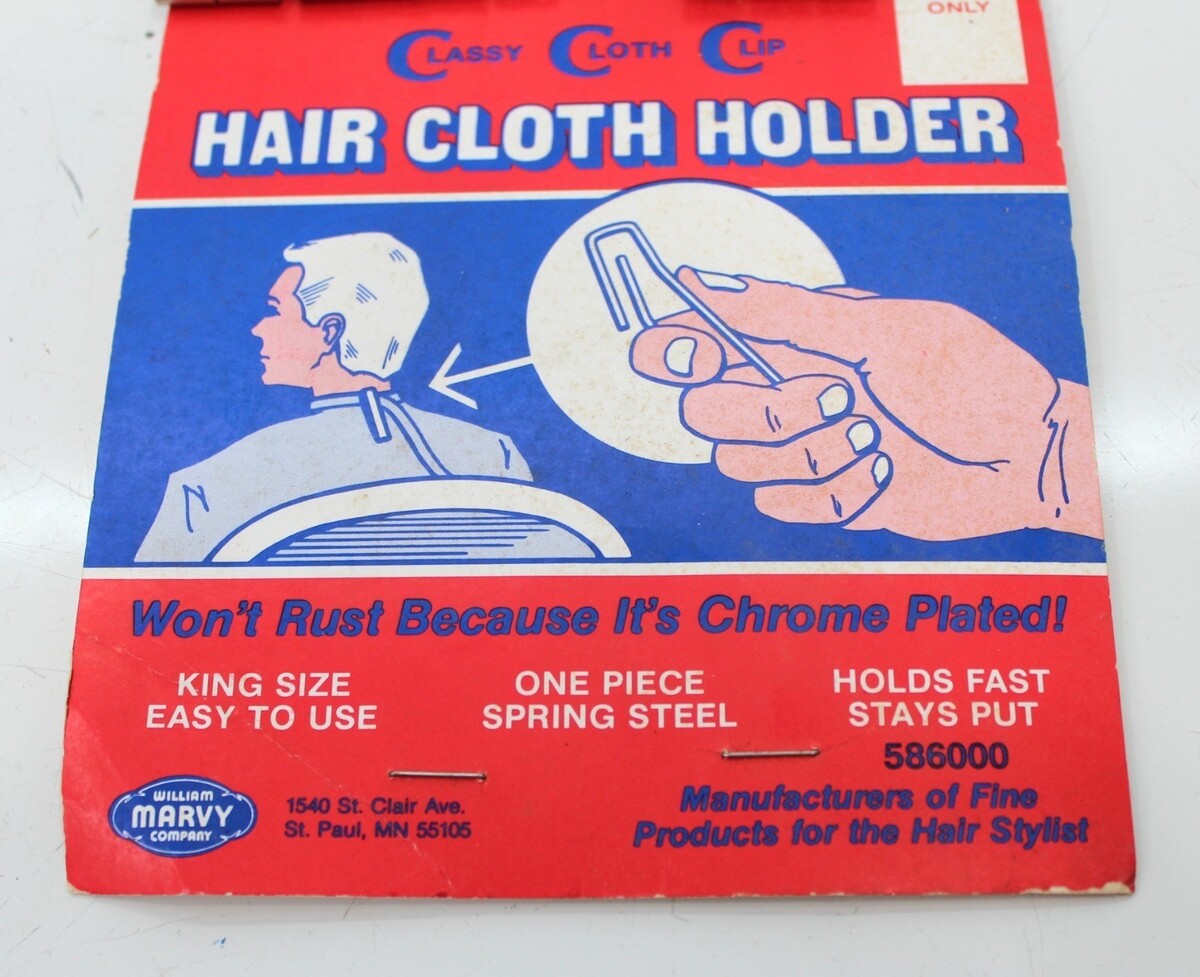 ONLY
CLASSY CLOTH CLIP
HAIR CLOTH HOLDER
Won't Rust Because It's Chrome Plated!
KING SIZE
EASY TO USE
ONE PIECE
SPRING STEEL
HOLDS FAST
STAYS PUT
586000
WILLIAM
MARVY
COMPANY
1540 St. Clair Ave.
St. Paul, MN 55105
Manufacturers of Fine
Products for the Hair Stylist